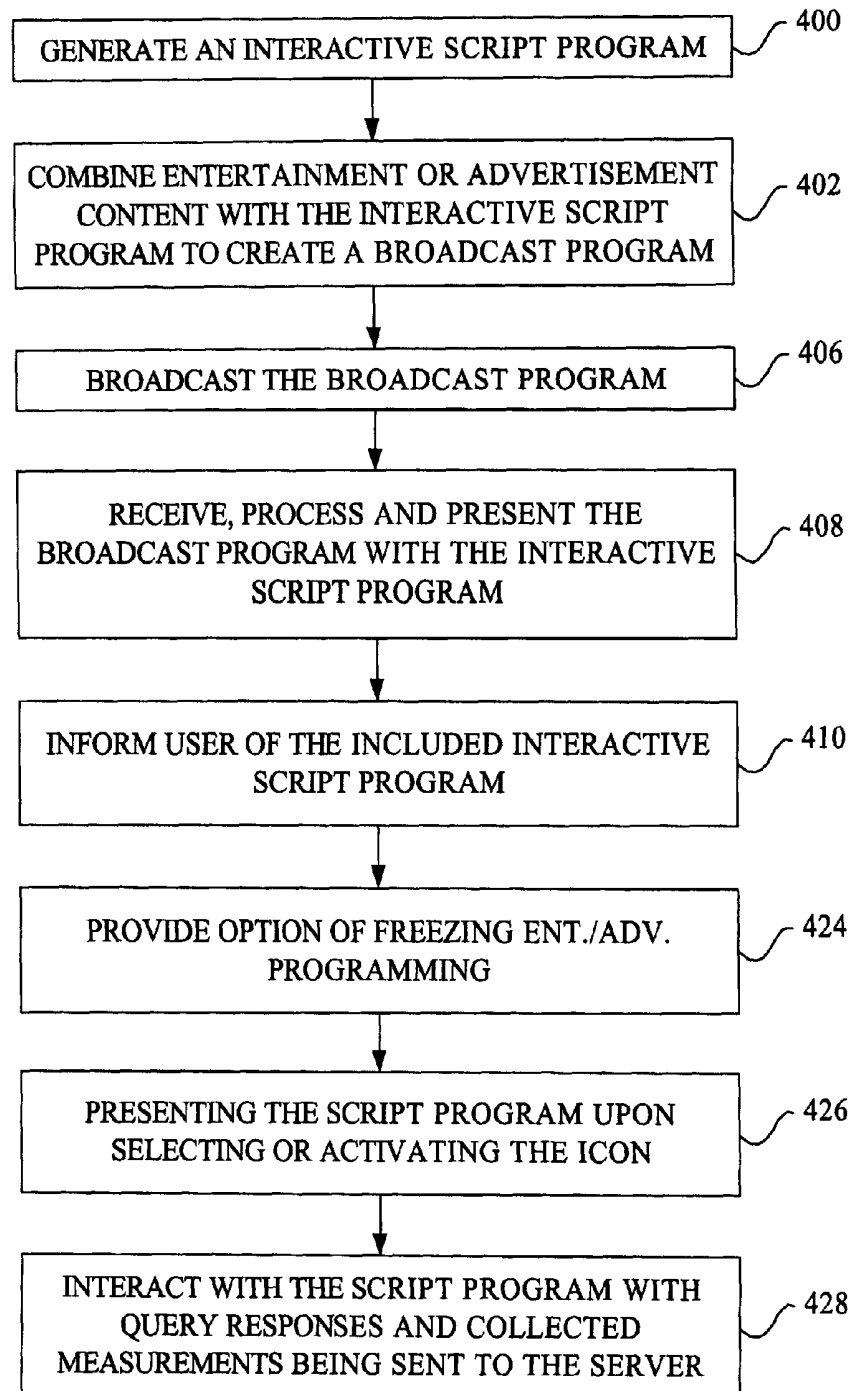 GENERATE AN INTERACTIVE SCRIPT PROGRAM
400
COMBINE ENTERTAINMENT OR ADVERTISEMENT
CONTENT WITH THE INTERACTIVE SCRIPT
PROGRAM TO CREATE A BROADCAST PROGRAM
402
BROADCAST THE BROADCAST PROGRAM
406
RECEIVE, PROCESS AND PRESENT THE
BROADCAST PROGRAM WITH THE INTERACTIVE
SCRIPT PROGRAM
408
INFORM USER OF THE INCLUDED INTERACTIVE
SCRIPT PROGRAM
410
PROVIDE OPTION OF FREEZING ENT./ADV.
PROGRAMMING
424
PRESENTING THE SCRIPT PROGRAM UPON
SELECTING OR ACTIVATING THE ICON
426
INTERACT WITH THE SCRIPT PROGRAM WITH
QUERY RESPONSES AND COLLECTED
MEASUREMENTS BEING SENT TO THE SERVER
428